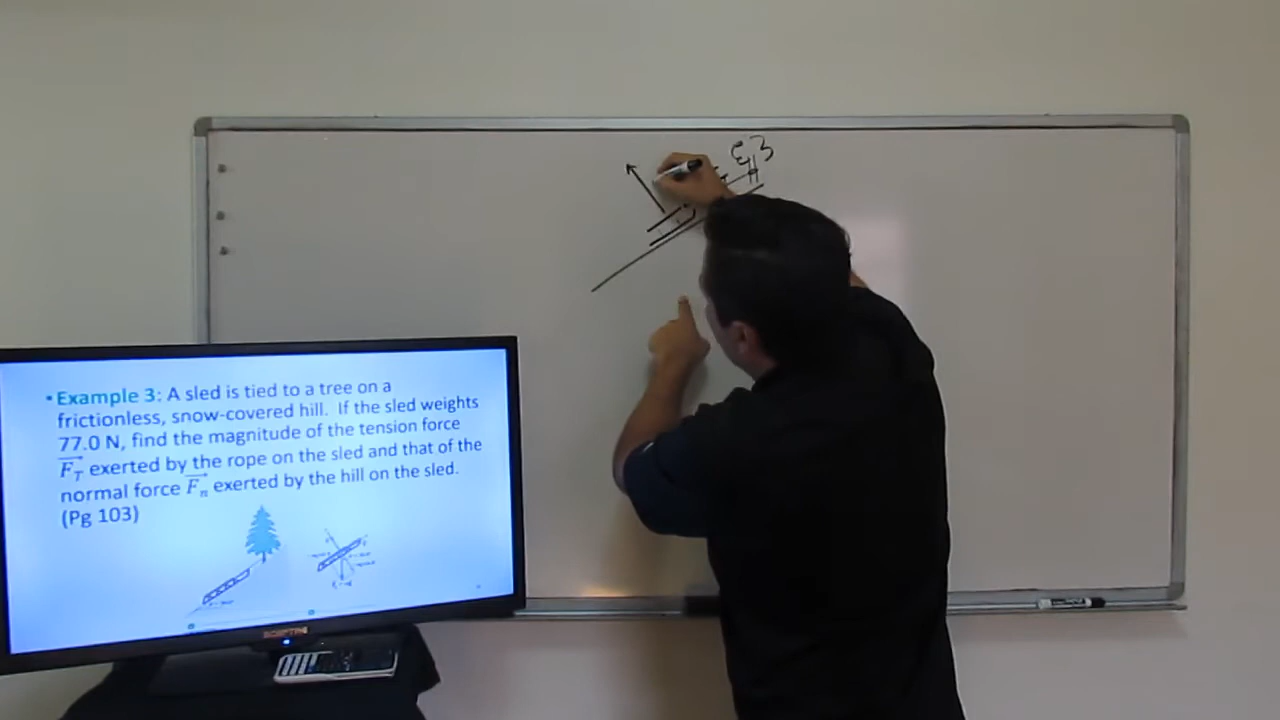 • Example 3: A sled is tied to a tree on a
frictionless, snow-covered hill. If the sled weights
77.0 N, find the magnitude of the tension force
F_T exerted by the rope on the sled and that of the
normal force F_n exerted by the hill on the sled.
(Pg 103)
SCEPTRE